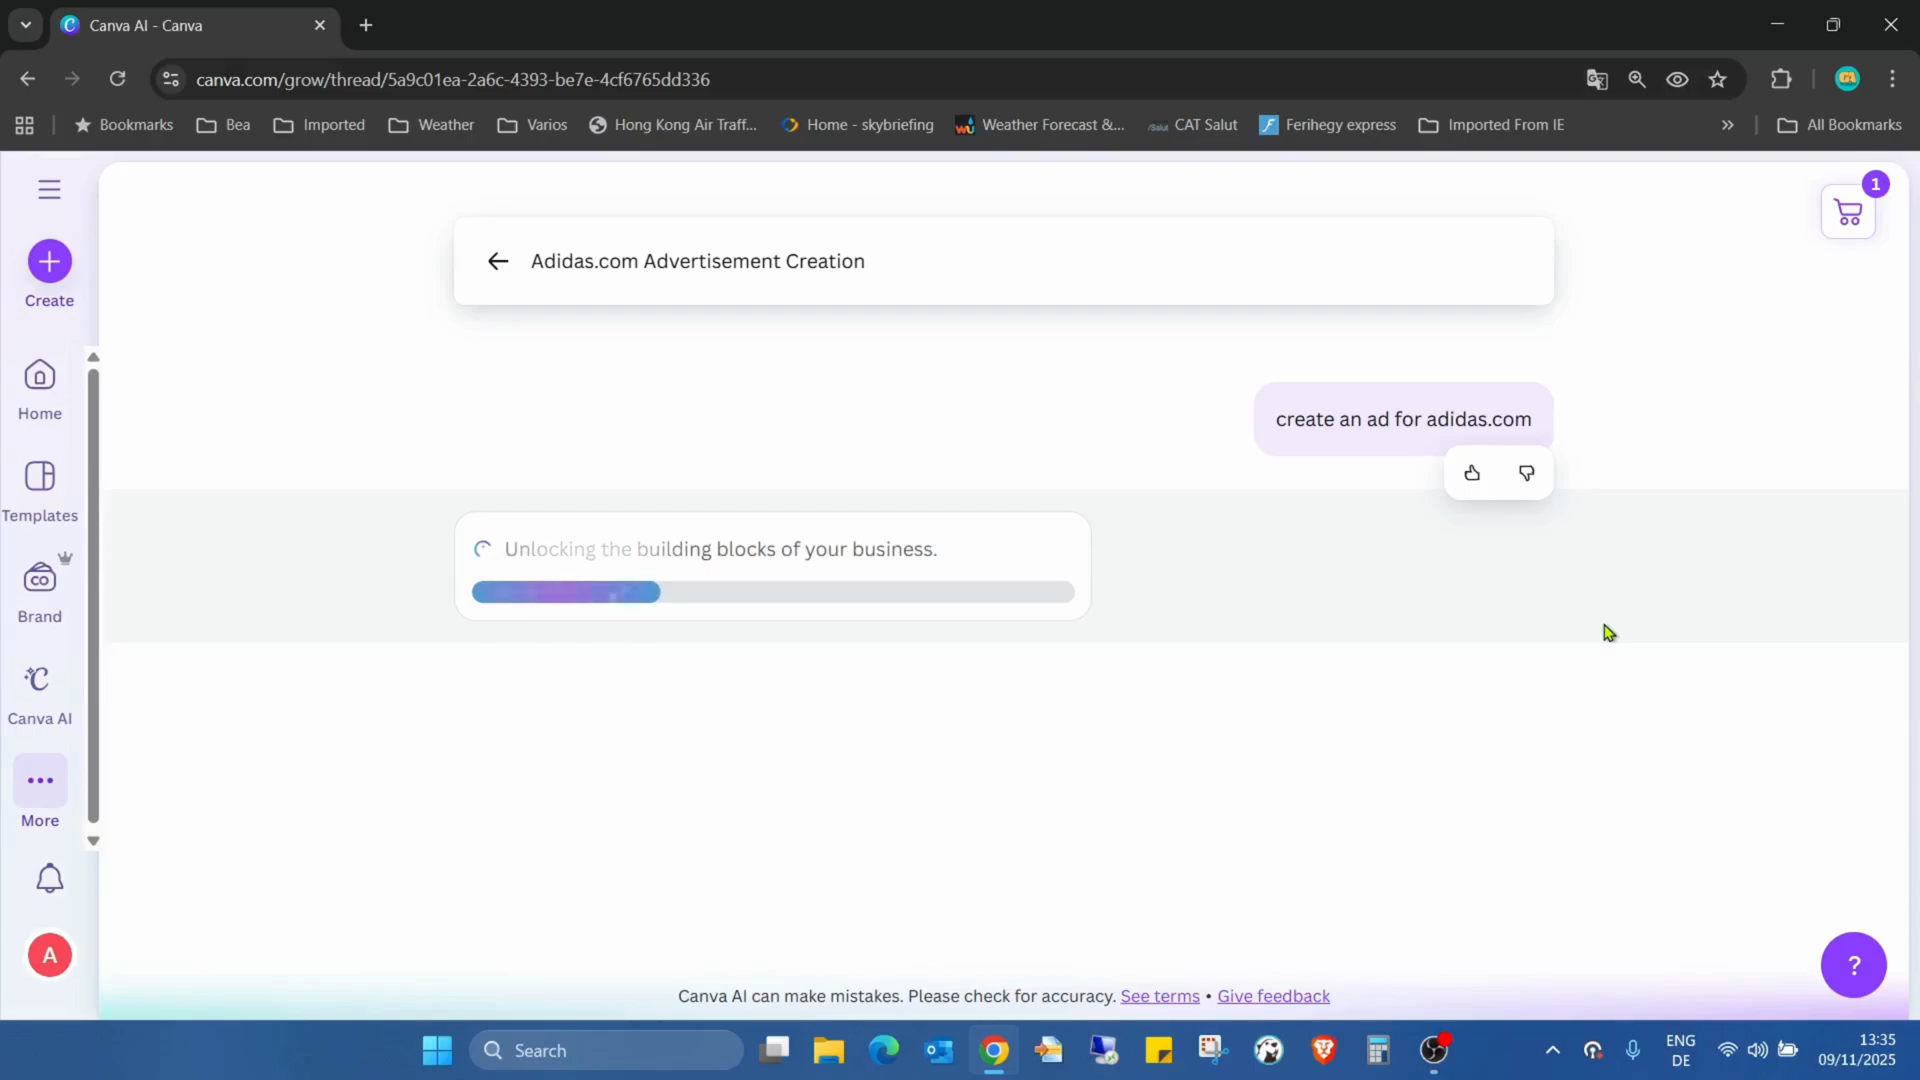 Canva AI - Canva
canva.com/grow/thread/5a9c01ea-2a6c-4393-be7e-4cf6765dd336
Bookmarks
Bea
Imported
Weather
Varios
Hong Kong Air Traff...
Home - skybriefing
Weather Forecast &...
CAT Salut
Ferihegy express
Imported From IE
All Bookmarks
1
Create
Adidas.com Advertisement Creation
Home
create an ad for adidas.com
Templates
Unlocking the building blocks of your business.
CO
Brand
Canva AI
More
A
?
Canva AI can make mistakes. Please check for accuracy. See terms • Give feedback
Search
ENG
DE
13:35
09/11/2025